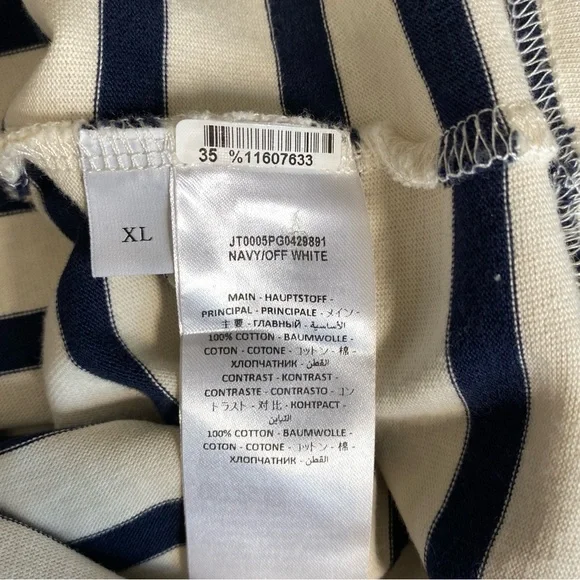 35 %11607633
XL
JT0005PG0429891
NAVY/OFF WHITE
MAIN - HAUPTSTOFF -
PRINCIPAL - PRINCIPALE - メイン -
主要 - ГЛАВНЫЙ - الأساسية
100% COTTON - BAUMWOLLE -
COTON - COTONE - コットン - 棉 -
ХЛОПЧАТНИК - القطن
CONTRAST - KONTRAST -
CONTRASTE - CONTRASTO - コン
トラスト - 对比 - КОНТРАСТ -
التباين
100% COTTON - BAUMWOLLE -
COTON - COTONE - コットン - 棉 -
ХЛОПЧАТНИК - القطن